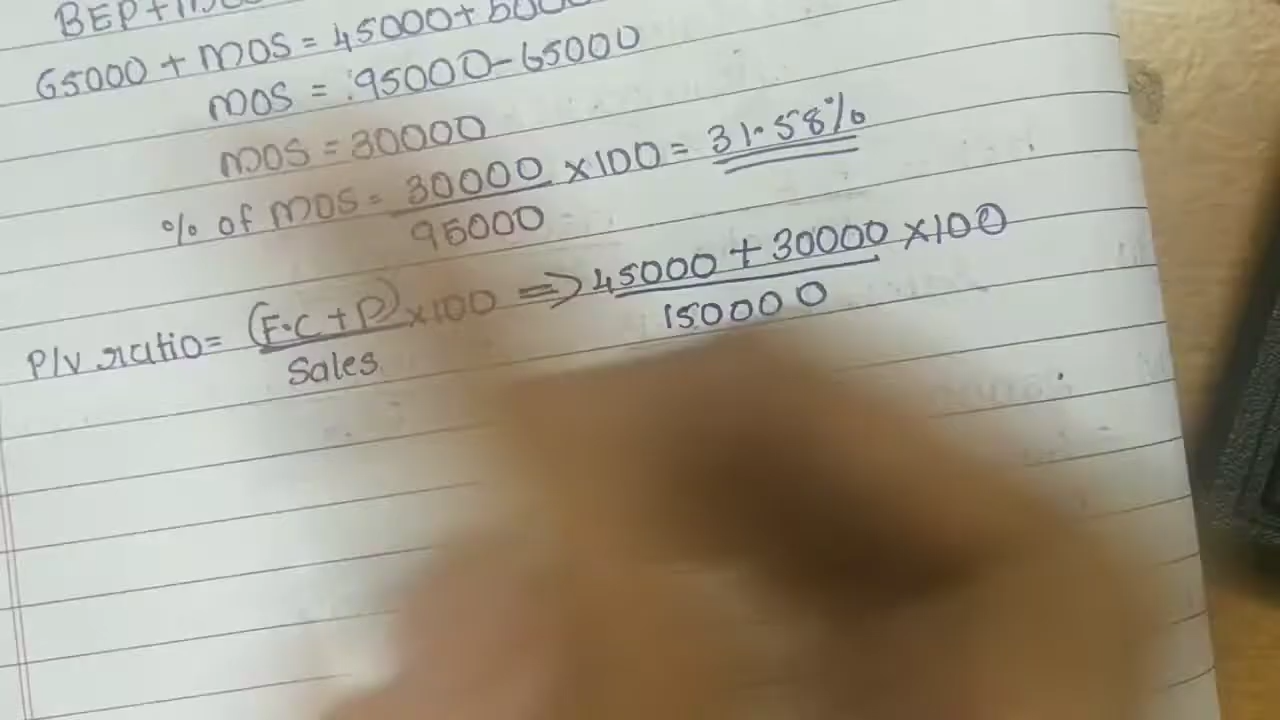 BEP +
65000 + MOS = 45000 +
MOS = 95000 - 65000
MOS = 30000
% of MOS = 30000/95000 × 100 = 31.58%
P/V ratio = (F.C + P)/Sales × 100 => 45000 + 30000/150000 × 100